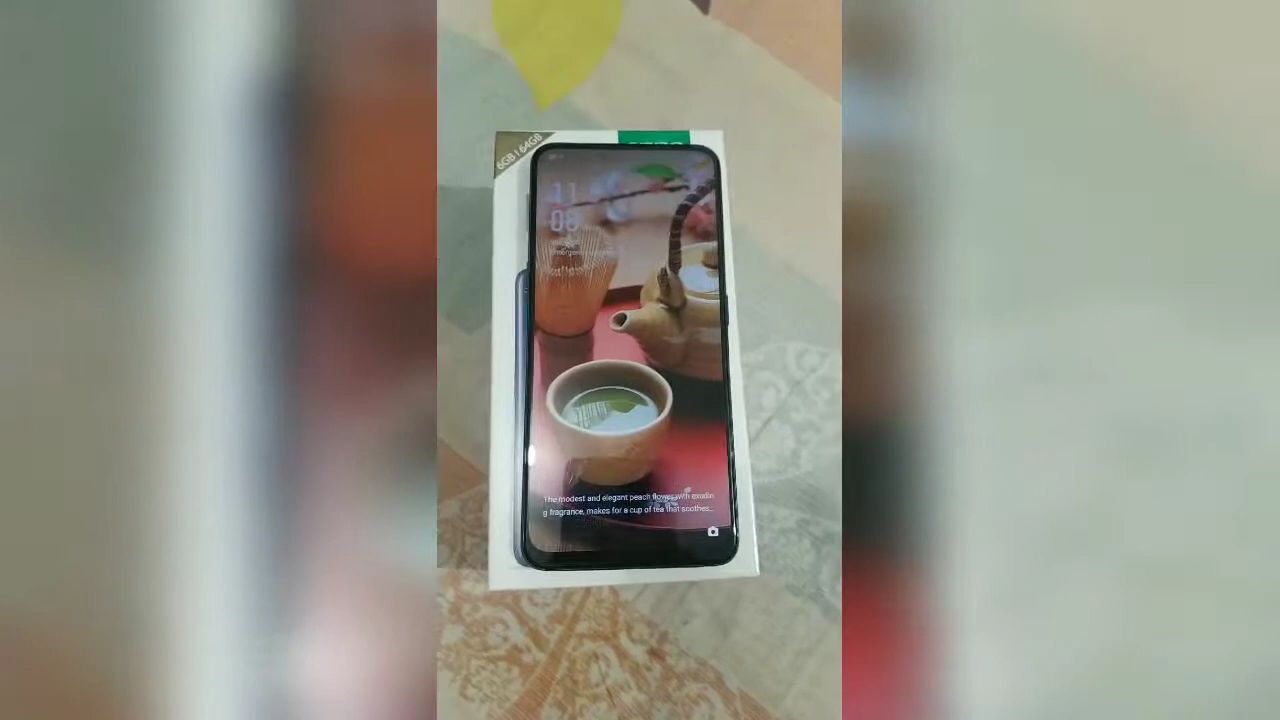 6GB | 64GB
11
08
The modest and elegant peach flower with exudin
g fragrance, makes for a cup of tea that soothes...